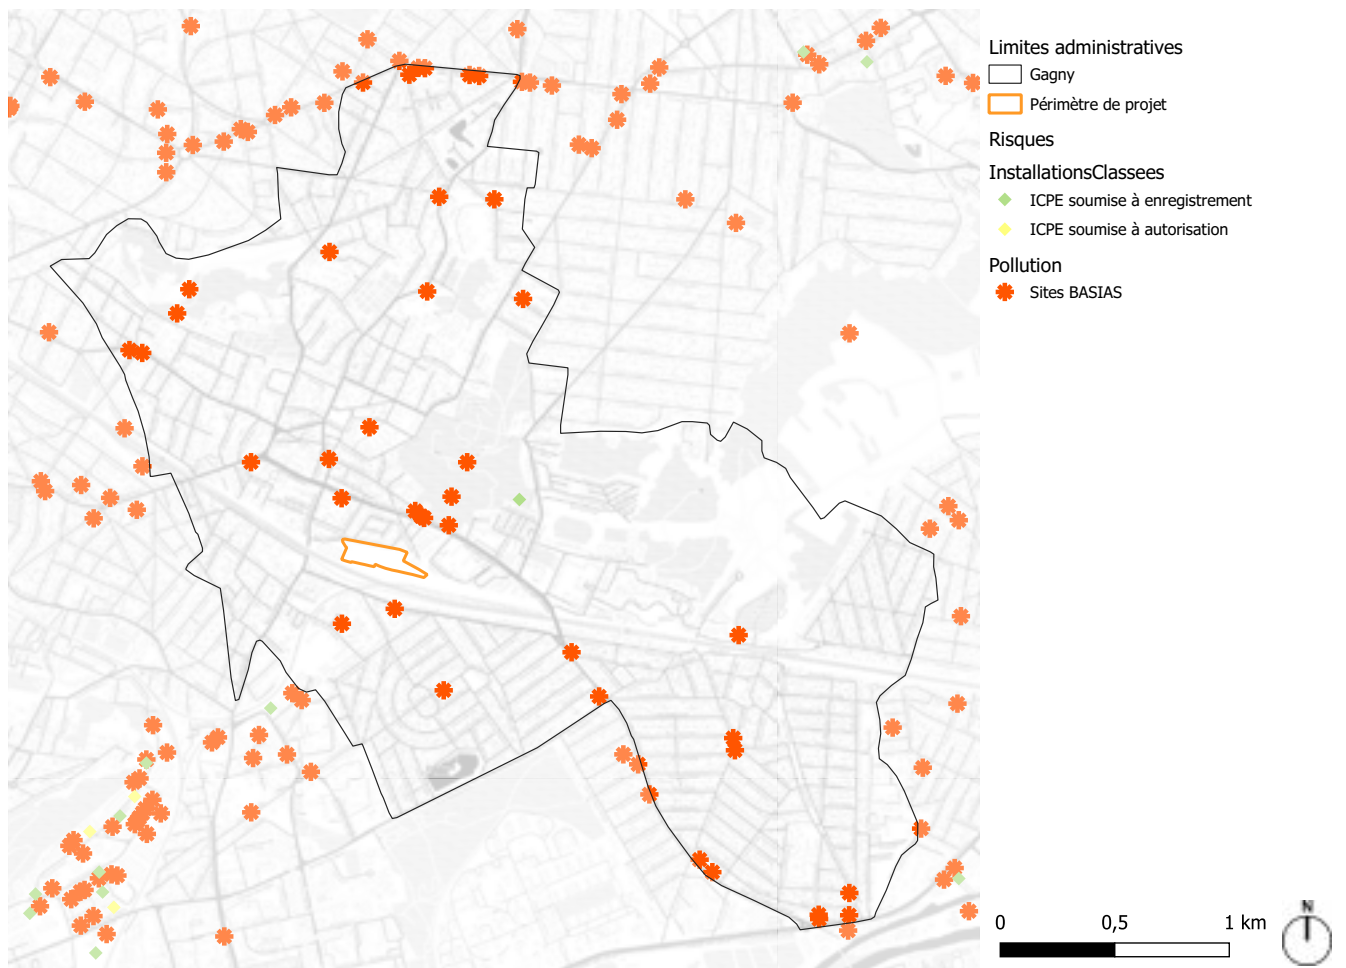 Limites administratives
Gagny
Périmètre de projet
Risques
InstallationsClassees
ICPE soumise à enregistrement
ICPE soumise à autorisation
Pollution
Sites BASIAS
0 0,5 1 km
N